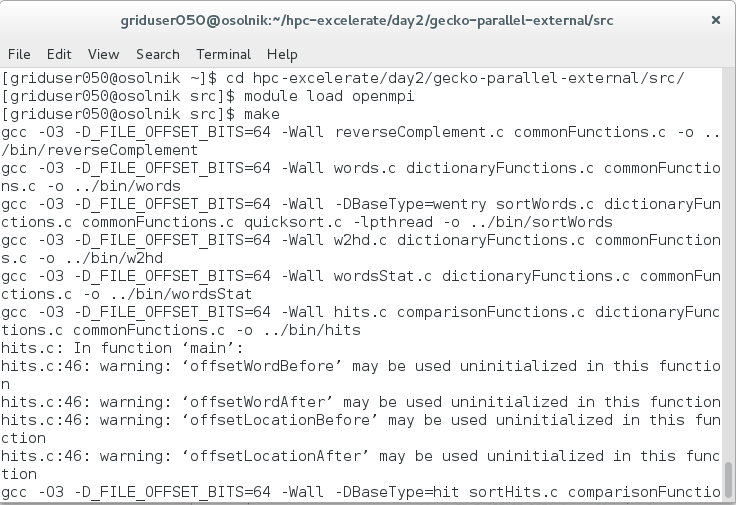 griduser050@osolnik:~/hpc-excelerate/day2/gecko-parallel-external/src
File Edit View Search Terminal Help
[griduser050@osolnik ~]$ cd hpc-excelerate/day2/gecko-parallel-external/src/
[griduser050@osolnik src]$ module load openmpi
[griduser050@osolnik src]$ make
gcc -O3 -D_FILE_OFFSET_BITS=64 -Wall reverseComplement.c commonFunctions.c -o ..
/bin/reverseComplement
gcc -O3 -D_FILE_OFFSET_BITS=64 -Wall words.c dictionaryFunctions.c commonFunctio
ns.c -o ../bin/words
gcc -O3 -D_FILE_OFFSET_BITS=64 -Wall -DBaseType=wentry sortWords.c dictionaryFun
ctions.c commonFunctions.c quicksort.c -lpthread -o ../bin/sortWords
gcc -O3 -D_FILE_OFFSET_BITS=64 -Wall w2hd.c dictionaryFunctions.c commonFunction
s.c -o ../bin/w2hd
gcc -O3 -D_FILE_OFFSET_BITS=64 -Wall wordsStat.c dictionaryFunctions.c commonFun
ctions.c -o ../bin/wordsStat
gcc -O3 -D_FILE_OFFSET_BITS=64 -Wall hits.c comparisonFunctions.c dictionaryFunc
tions.c commonFunctions.c -o ../bin/hits
hits.c: In function ‘main’:
hits.c:46: warning: ‘offsetWordBefore’ may be used uninitialized in this functio
n
hits.c:46: warning: ‘offsetWordAfter’ may be used uninitialized in this function
hits.c:46: warning: ‘offsetLocationBefore’ may be used uninitialized in this fun
ction
hits.c:46: warning: ‘offsetLocationAfter’ may be used uninitialized in this func
tion
gcc -O3 -D_FILE_OFFSET_BITS=64 -Wall -DBaseType=hit sortHits.c comparisonFunctio